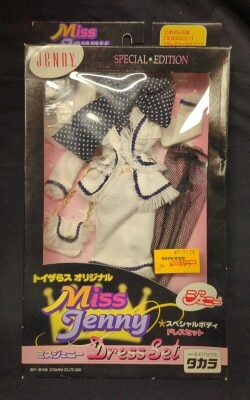 Miss
Jenny
JENNY
SPECIAL•EDITION
トイザらス オリジナル
Miss
Jenny
ジェニー
★スペシャルボディ
ドレスセット
ミスジェニー
Dress Set
タカラ